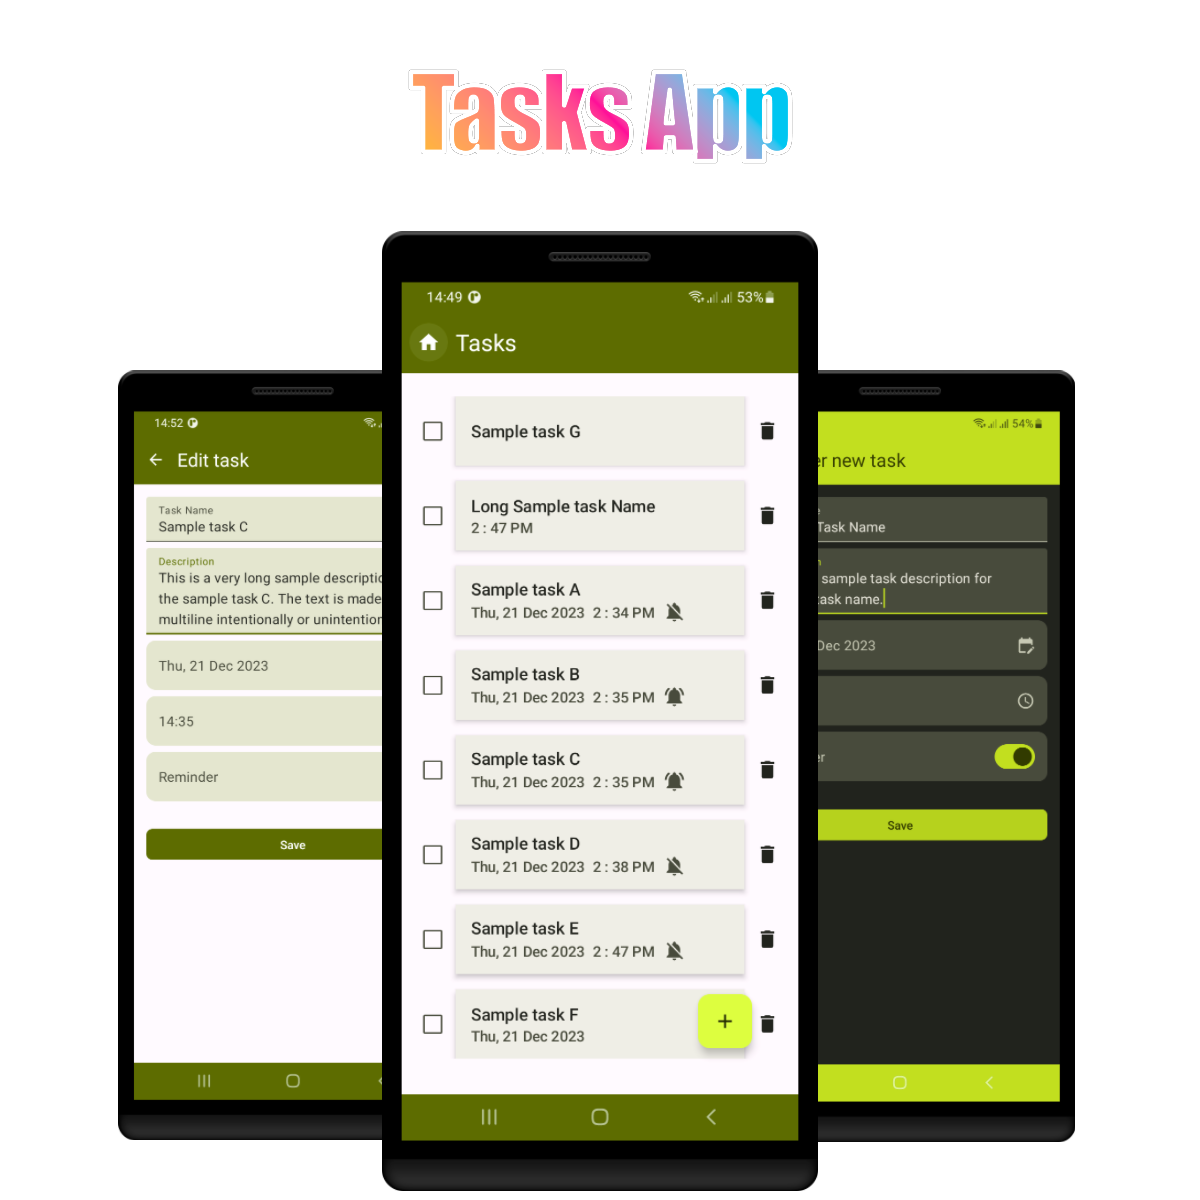 Tasks App
14:49
53%
Tasks
Sample task G
Long Sample task Name
2 : 47 PM
Sample task A
Thu, 21 Dec 2023 2 : 34 PM
Sample task B
Thu, 21 Dec 2023 2 : 35 PM
Sample task C
Thu, 21 Dec 2023 2 : 35 PM
Sample task D
Thu, 21 Dec 2023 2 : 38 PM
Sample task E
Thu, 21 Dec 2023 2 : 47 PM
Sample task F
Thu, 21 Dec 2023
+
14:52
Edit task
Task Name
Sample task C
Description
This is a very long sample descriptio
the sample task C. The text is made
multiline intentionally or unintention
Thu, 21 Dec 2023
14:35
Reminder
Save
54%
er new task
e
Task Name
n
sample task description for
task name.
Dec 2023
er
Save